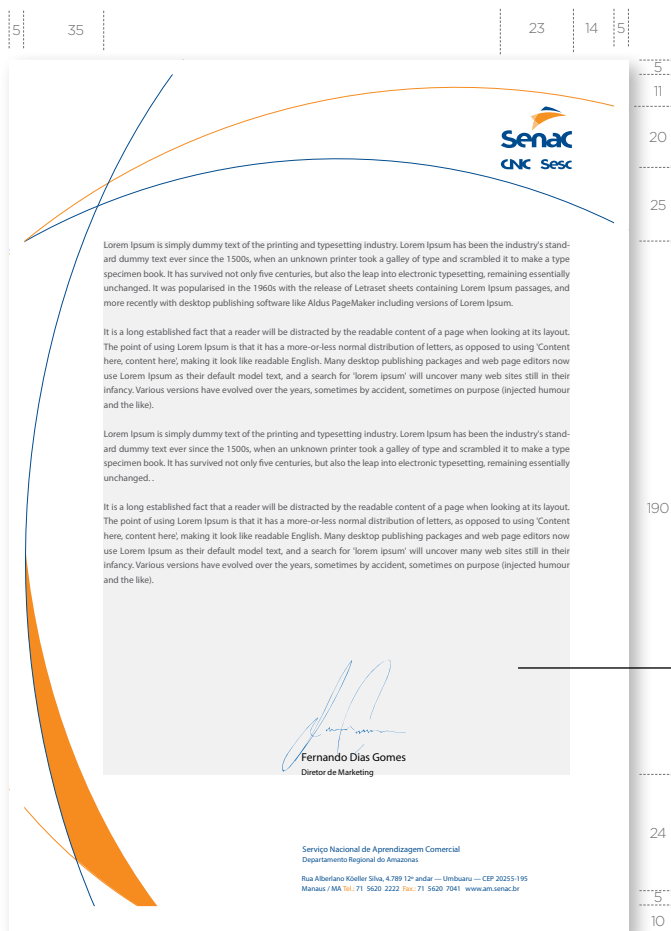 5 35 23 14 5
5
11
20
25
190
24
5
10
Senac
CNC Sesc
Lorem Ipsum is simply dummy text of the printing and typesetting industry. Lorem Ipsum has been the industry's stand-
ard dummy text ever since the 1500s, when an unknown printer took a galley of type and scrambled it to make a type
specimen book. It has survived not only five centuries, but also the leap into electronic typesetting, remaining essentially
unchanged. It was popularised in the 1960s with the release of Letraset sheets containing Lorem Ipsum passages, and
more recently with desktop publishing software like Aldus PageMaker including versions of Lorem Ipsum.
It is a long established fact that a reader will be distracted by the readable content of a page when looking at its layout.
The point of using Lorem Ipsum is that it has a more-or-less normal distribution of letters, as opposed to using 'Content
here, content here', making it look like readable English. Many desktop publishing packages and web page editors now
use Lorem Ipsum as their default model text, and a search for 'lorem ipsum' will uncover many web sites still in their
infancy. Various versions have evolved over the years, sometimes by accident, sometimes on purpose (injected humour
and the like).
Lorem Ipsum is simply dummy text of the printing and typesetting industry. Lorem Ipsum has been the industry's stand-
ard dummy text ever since the 1500s, when an unknown printer took a galley of type and scrambled it to make a type
specimen book. It has survived not only five centuries, but also the leap into electronic typesetting, remaining essentially
unchanged. .
It is a long established fact that a reader will be distracted by the readable content of a page when looking at its layout.
The point of using Lorem Ipsum is that it has a more-or-less normal distribution of letters, as opposed to using 'Content
here, content here', making it look like readable English. Many desktop publishing packages and web page editors now
use Lorem Ipsum as their default model text, and a search for 'lorem ipsum' will uncover many web sites still in their
infancy. Various versions have evolved over the years, sometimes by accident, sometimes on purpose (injected humour
and the like).
Fernando Dias Gomes
Diretor de Marketing
Serviço Nacional de Aprendizagem Comercial
Departamento Regional do Amazonas
Rua Alberlano Köeller Silva, 4.789 12º andar — Umbuaru — CEP 20255-195
Manaus / MA Tel.: 71 5620 2222 Fax.: 71 5620 7041 www.am.senac.br